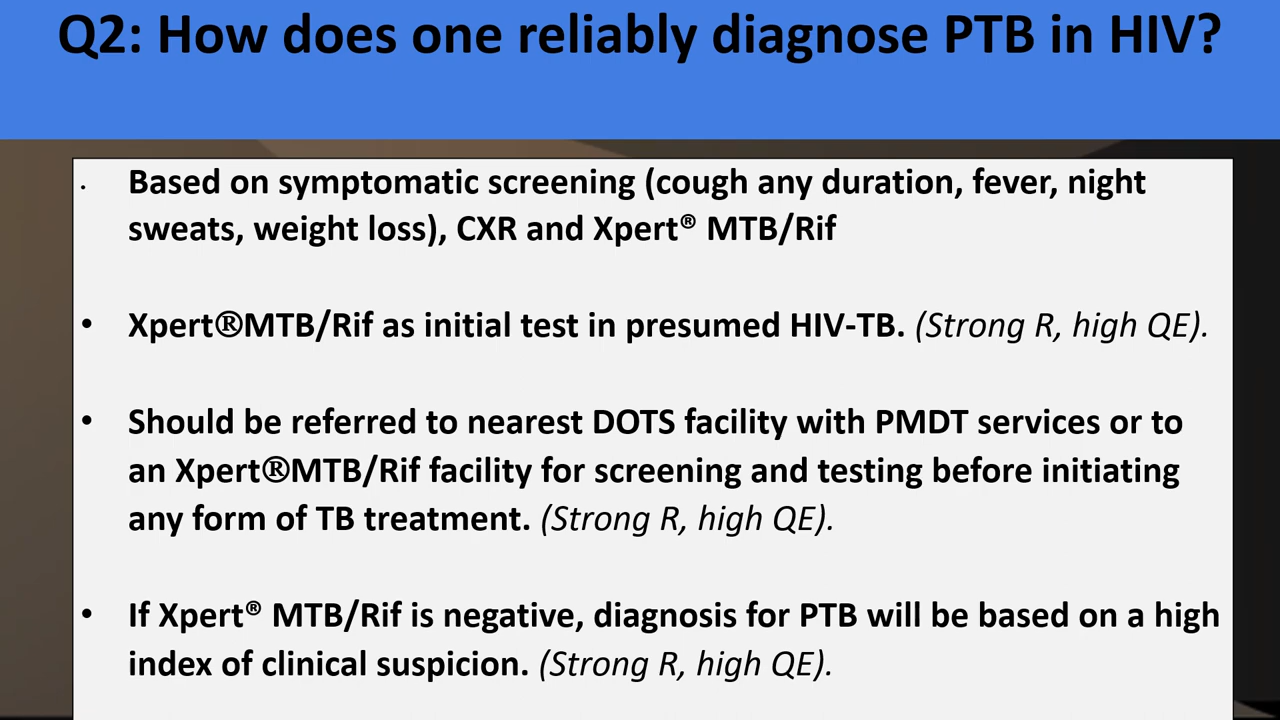 Q2: How does one reliably diagnose PTB in HIV?
· Based on symptomatic screening (cough any duration, fever, night
sweats, weight loss), CXR and Xpert® MTB/Rif
• Xpert®MTB/Rif as initial test in presumed HIV-TB. (Strong R, high QE).
• Should be referred to nearest DOTS facility with PMDT services or to
an Xpert®MTB/Rif facility for screening and testing before initiating
any form of TB treatment. (Strong R, high QE).
• If Xpert® MTB/Rif is negative, diagnosis for PTB will be based on a high
index of clinical suspicion. (Strong R, high QE).